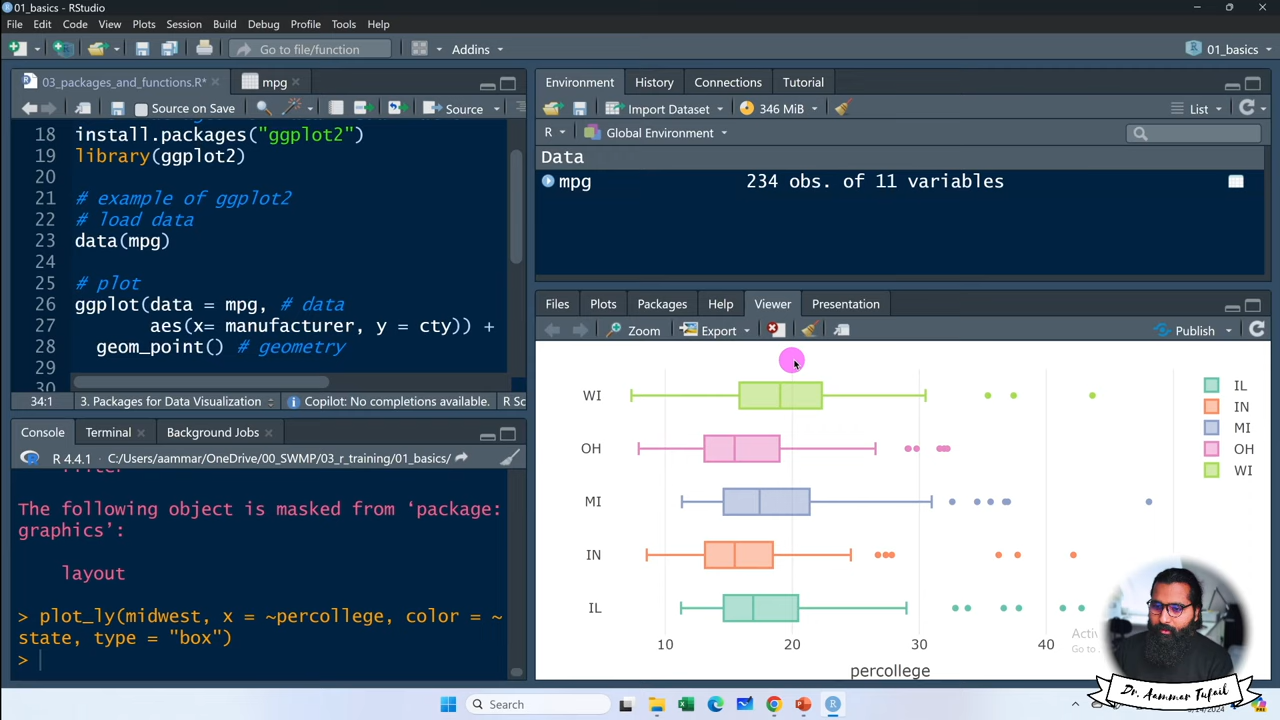 01_basics - RStudio
File Edit Code View Plots Session Build Debug Profile Tools Help
Go to file/function Addins 01_basics
03_packages_and_functions.R* mpg
Source on Save Source
18 install.packages("ggplot2")
19 library(ggplot2)
20
21 # example of ggplot2
22 # load data
23 data(mpg)
24
25 # plot
26 ggplot(data = mpg, # data
27 aes(x= manufacturer, y = cty)) +
28 geom_point() # geometry
29
30
34:1 3. Packages for Data Visualization Copilot: No completions available. R Sc
Console Terminal Background Jobs
R 4.4.1 C:/Users/aammar/OneDrive/00_SWMP/03_r_training/01_basics/
filter
The following object is masked from ‘package:
graphics’:
layout
> plot_ly(midwest, x = ~percollege, color = ~
state, type = "box")
>
Environment History Connections Tutorial
Import Dataset 346 MiB List
R Global Environment
Data
mpg 234 obs. of 11 variables
Files Plots Packages Help Viewer Presentation
Zoom Export Publish
WI
OH
MI
IN
IL
10 20 30 40
percollege
IL
IN
MI
OH
WI
Activ
Go to
Dr. Aammar Tufail
Search